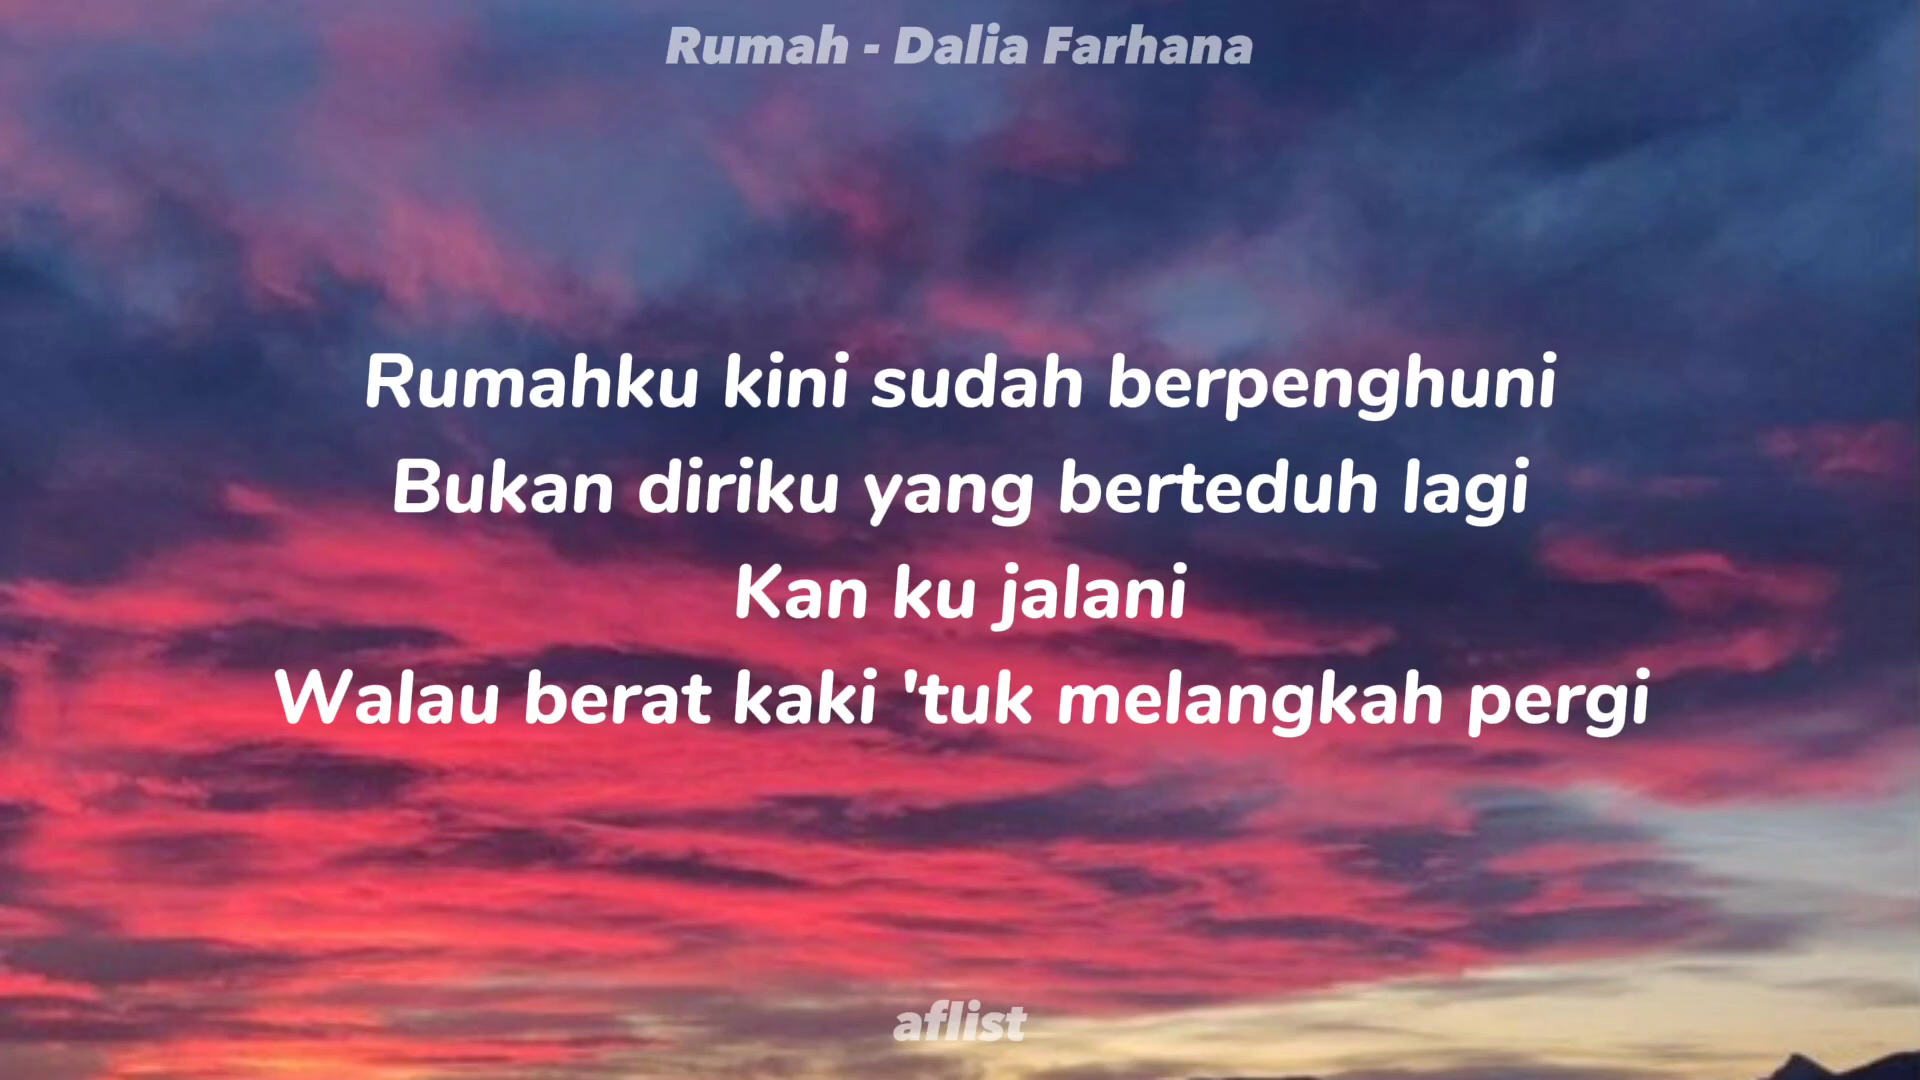 Rumah - Dalia Farhana
Rumahku kini sudah berpenghuni
Bukan diriku yang berteduh lagi
Kan ku jalani
Walau berat kaki 'tuk melangkah pergi
aflist